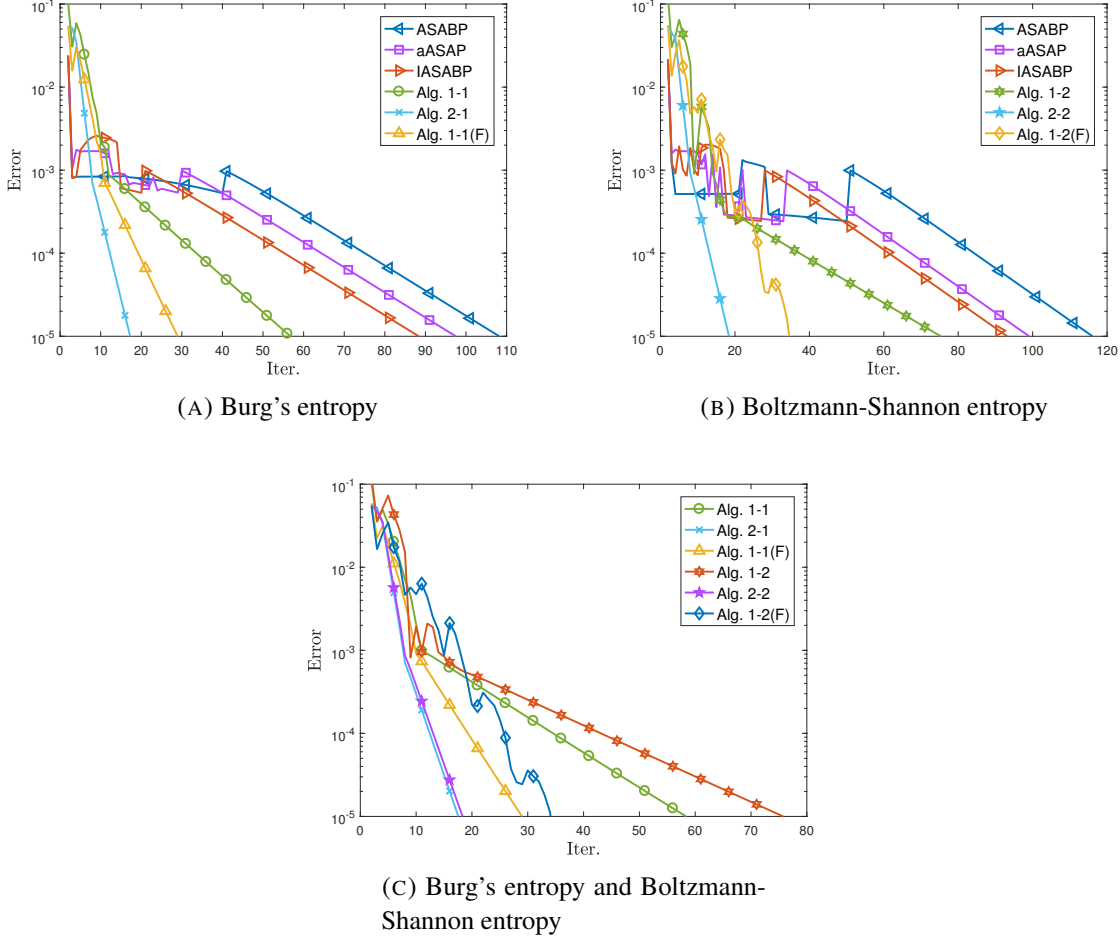 10^-1
10^-2
10^-3
10^-4
10^-5
Error
0 10 20 30 40 50 60 70 80 90 100 110
Iter.
ASABP
aASAP
IASABP
Alg. 1-1
Alg. 2-1
Alg. 1-1(F)
(A) Burg's entropy
10^-1
10^-2
10^-3
10^-4
10^-5
Error
0 20 40 60 80 100 120
Iter.
ASABP
aASAP
IASABP
Alg. 1-2
Alg. 2-2
Alg. 1-2(F)
(B) Boltzmann-Shannon entropy
10^-1
10^-2
10^-3
10^-4
10^-5
Error
0 10 20 30 40 50 60 70 80
Iter.
Alg. 1-1
Alg. 2-1
Alg. 1-1(F)
Alg. 1-2
Alg. 2-2
Alg. 1-2(F)
(C) Burg's entropy and Boltzmann-
Shannon entropy